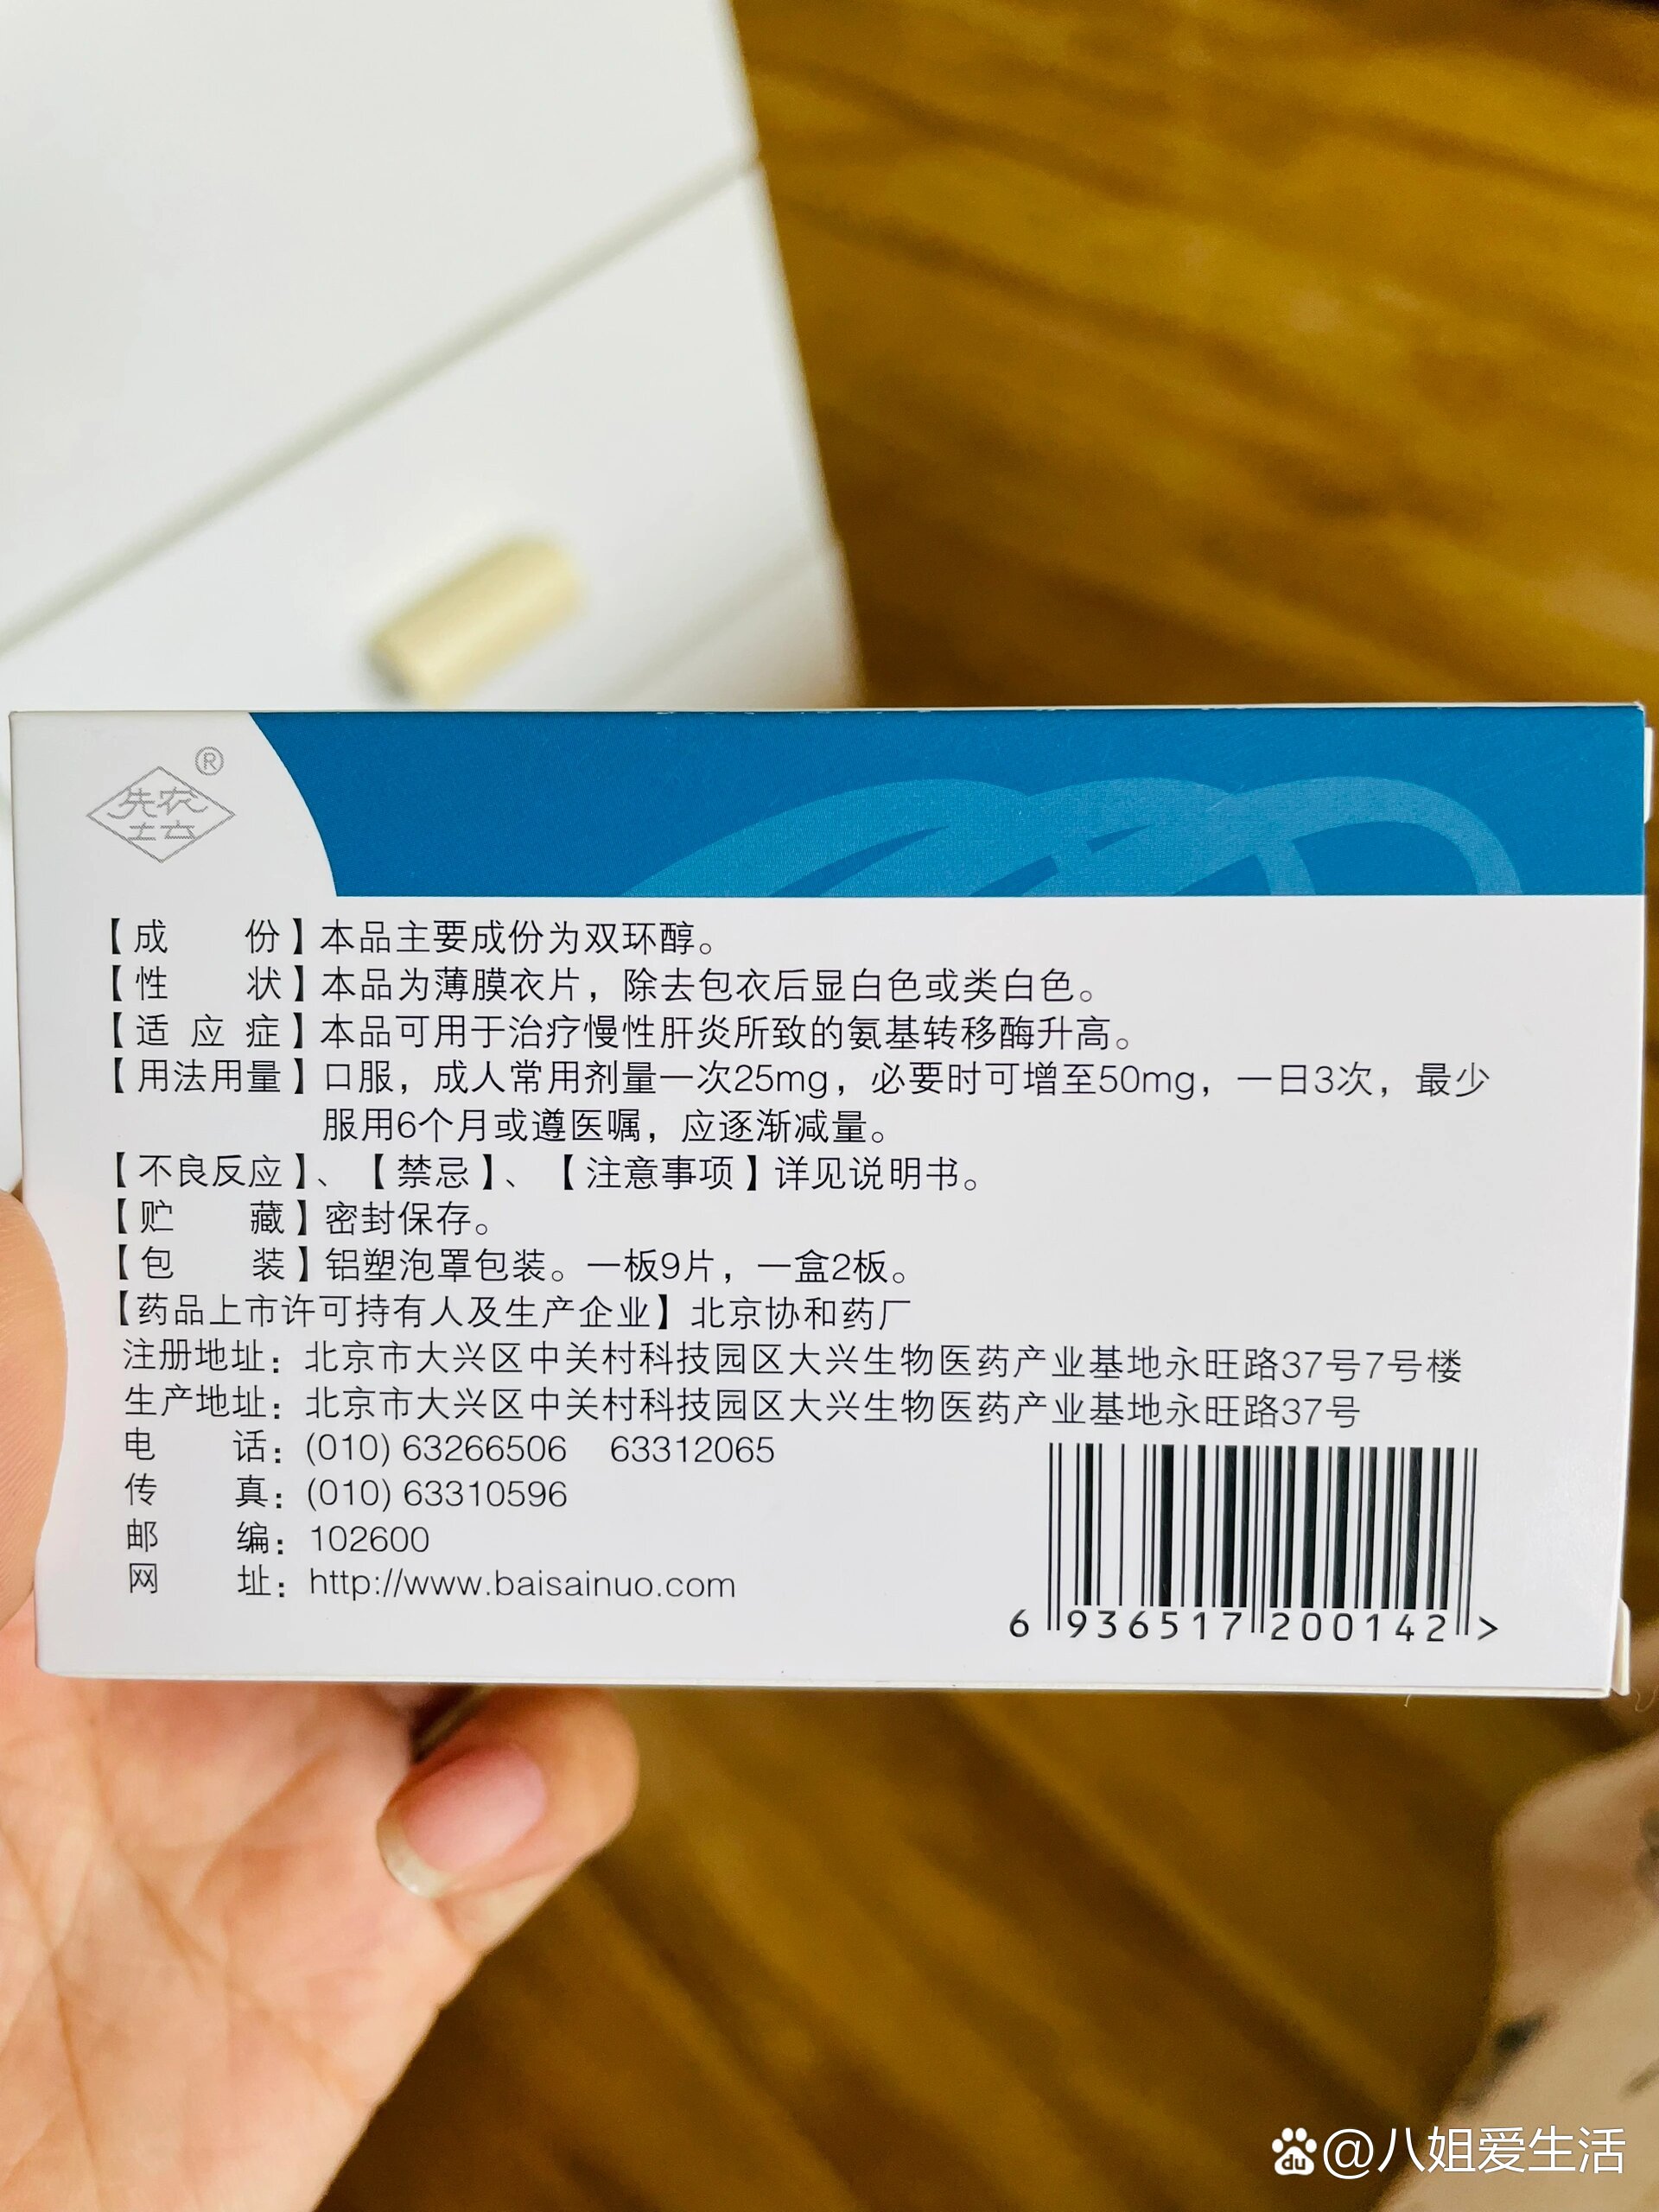 ®
【成份】本品主要成份为双环醇。
【性状】本品为薄膜衣片，除去包衣后显白色或类白色。
【适应症】本品可用于治疗慢性肝炎所致的氨基转移酶升高。
【用法用量】口服，成人常用剂量一次25mg，必要时可增至50mg，一日3次，最少
服用6个月或遵医嘱，应逐渐减量。
【不良反应】、【禁忌】、【注意事项】详见说明书。
【贮藏】密封保存。
【包装】铝塑泡罩包装。一板9片，一盒2板。
【药品上市许可持有人及生产企业】北京协和药厂
注册地址：北京市大兴区中关村科技园区大兴生物医药产业基地永旺路37号7号楼
生产地址：北京市大兴区中关村科技园区大兴生物医药产业基地永旺路37号
电话：(010) 63266506 63312065
传真：(010) 63310596
邮编：102600
网址：http://www.baisainuo.com
6 936517 200142 >
du @八姐爱生活